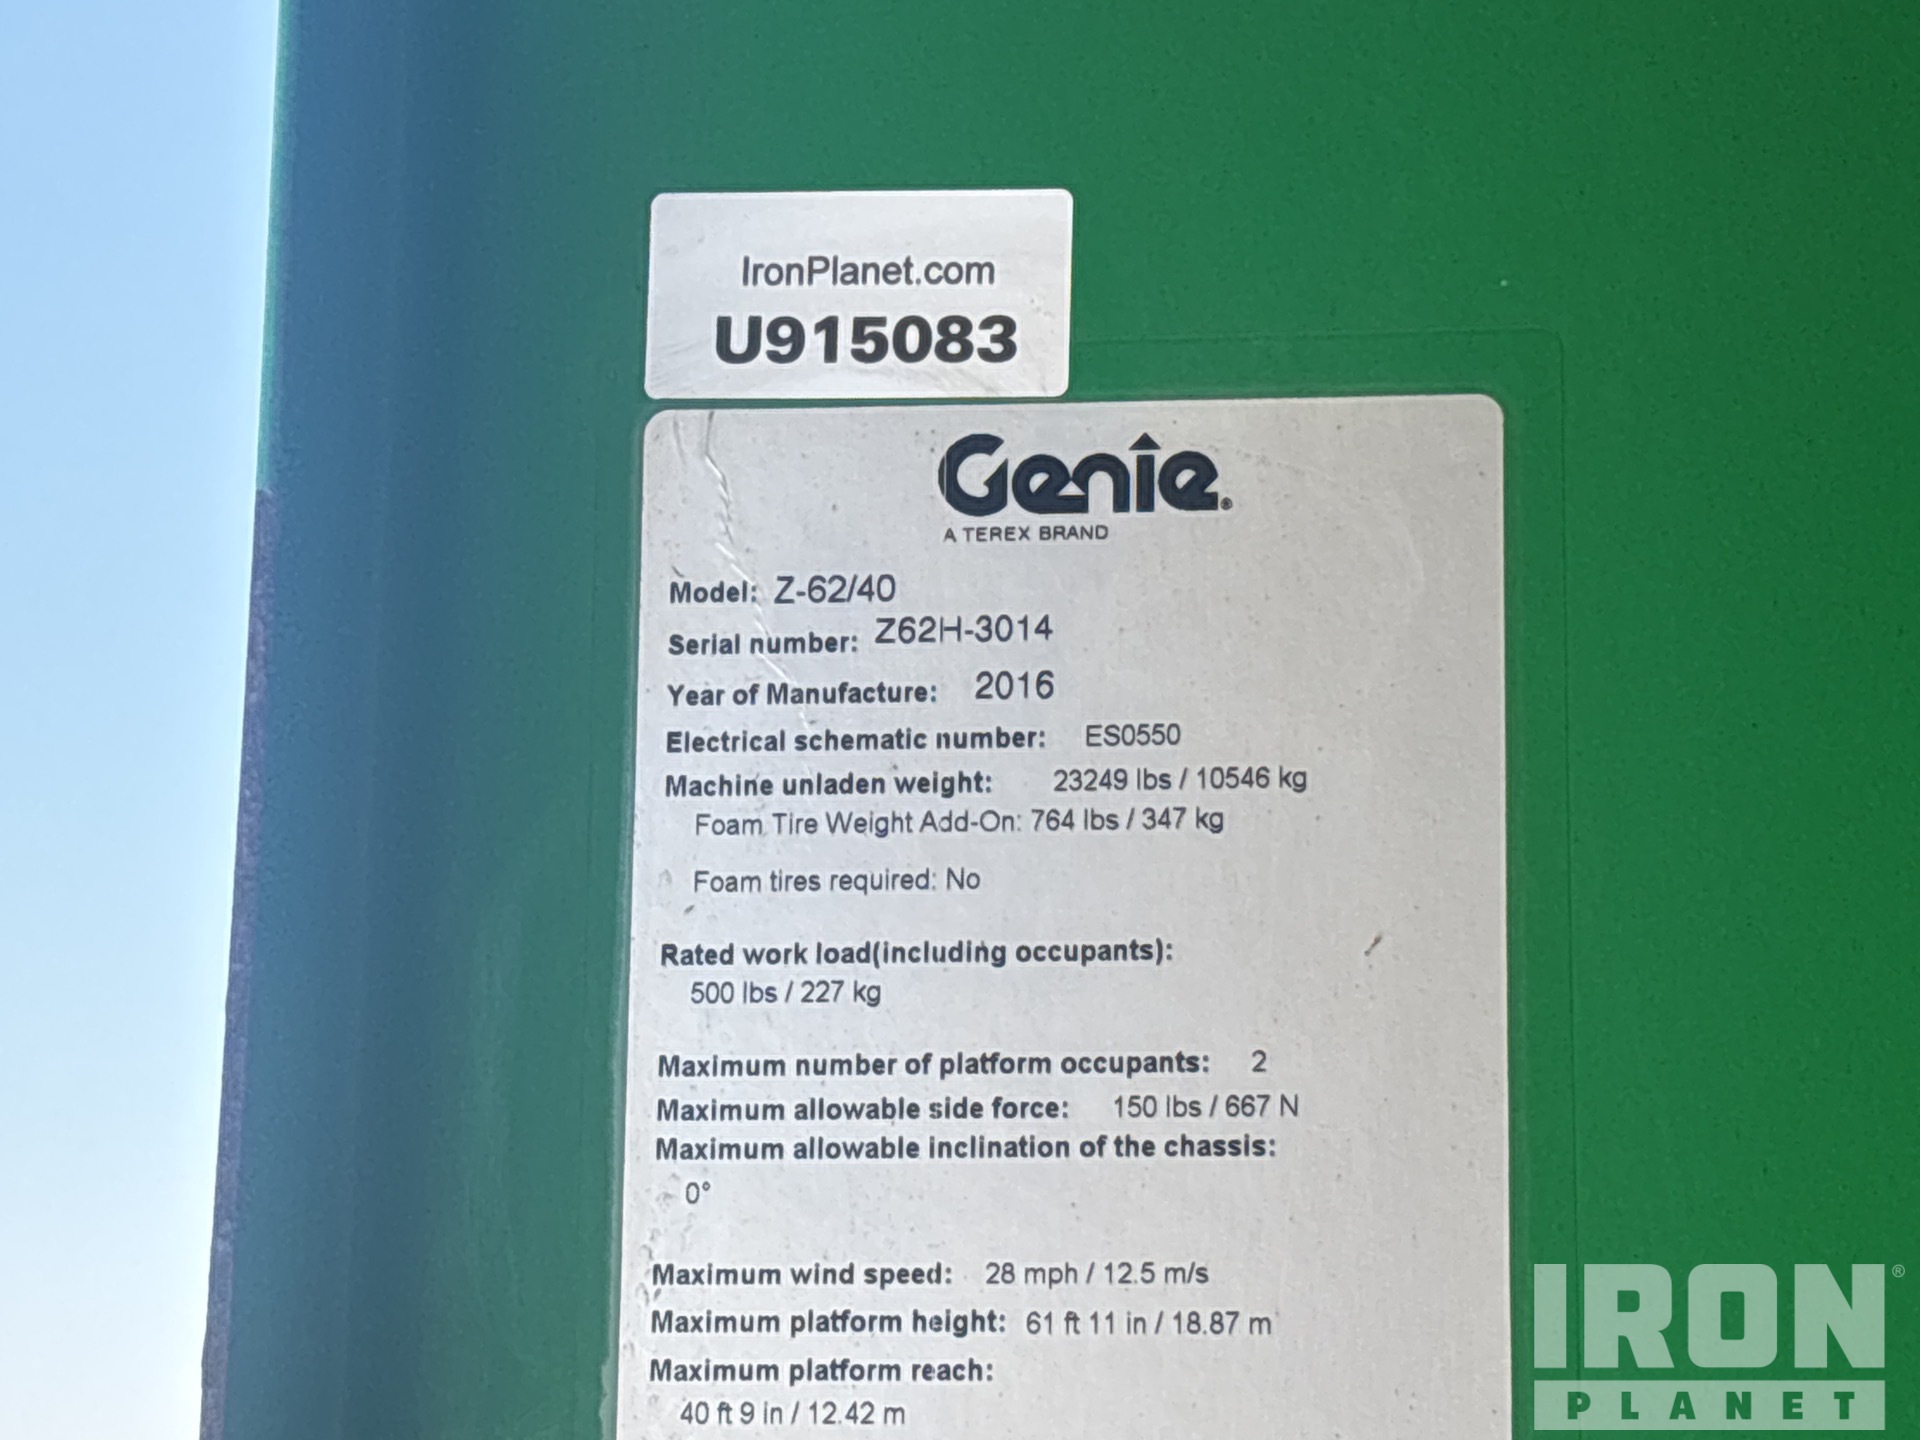 IronPlanet.com
U915083
Genie®
A TEREX BRAND
Model: Z-62/40
Serial number: Z62H-3014
Year of Manufacture: 2016
Electrical schematic number: ES0550
Machine unladen weight: 23249 lbs / 10546 kg
Foam Tire Weight Add-On: 764 lbs / 347 kg
Foam tires required: No
Rated work load(including occupants):
500 lbs / 227 kg
Maximum number of platform occupants: 2
Maximum allowable side force: 150 lbs / 667 N
Maximum allowable inclination of the chassis:
0°
Maximum wind speed: 28 mph / 12.5 m/s
Maximum platform height: 61 ft 11 in / 18.87 m
Maximum platform reach:
40 ft 9 in / 12.42 m
IRON®
PLANET